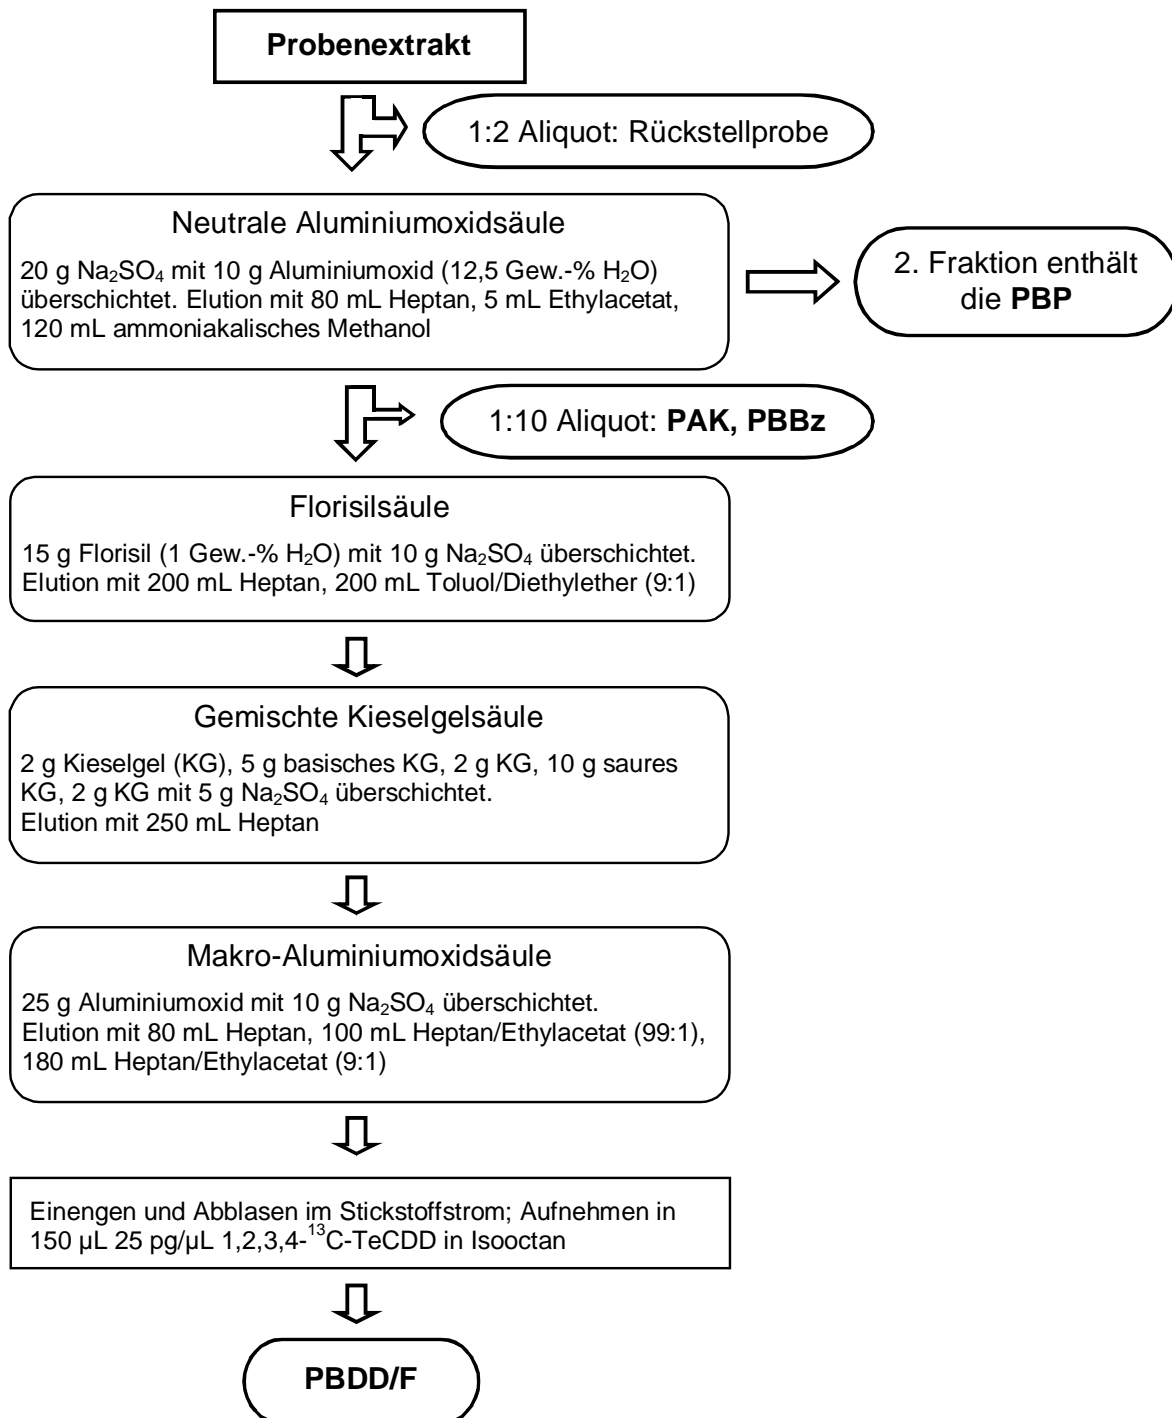 Probenextrakt
1:2 Aliquot: Rückstellprobe
Neutrale Aluminiumoxidsäule
20 g Na₂SO₄ mit 10 g Aluminiumoxid (12,5 Gew.-% H₂O)
überschichtet. Elution mit 80 mL Heptan, 5 mL Ethylacetat,
120 mL ammoniakalisches Methanol
2. Fraktion enthält
die PBP
1:10 Aliquot: PAK, PBBz
Florisilsäule
15 g Florisil (1 Gew.-% H₂O) mit 10 g Na₂SO₄ überschichtet.
Elution mit 200 mL Heptan, 200 mL Toluol/Diethylether (9:1)
Gemischte Kieselgelsäule
2 g Kieselgel (KG), 5 g basisches KG, 2 g KG, 10 g saures
KG, 2 g KG mit 5 g Na₂SO₄ überschichtet.
Elution mit 250 mL Heptan
Makro-Aluminiumoxidsäule
25 g Aluminiumoxid mit 10 g Na₂SO₄ überschichtet.
Elution mit 80 mL Heptan, 100 mL Heptan/Ethylacetat (99:1),
180 mL Heptan/Ethylacetat (9:1)
Einengen und Abblasen im Stickstoffstrom; Aufnehmen in
150 µL 25 pg/µL 1,2,3,4-¹³C-TeCDD in Isooctan
PBDD/F